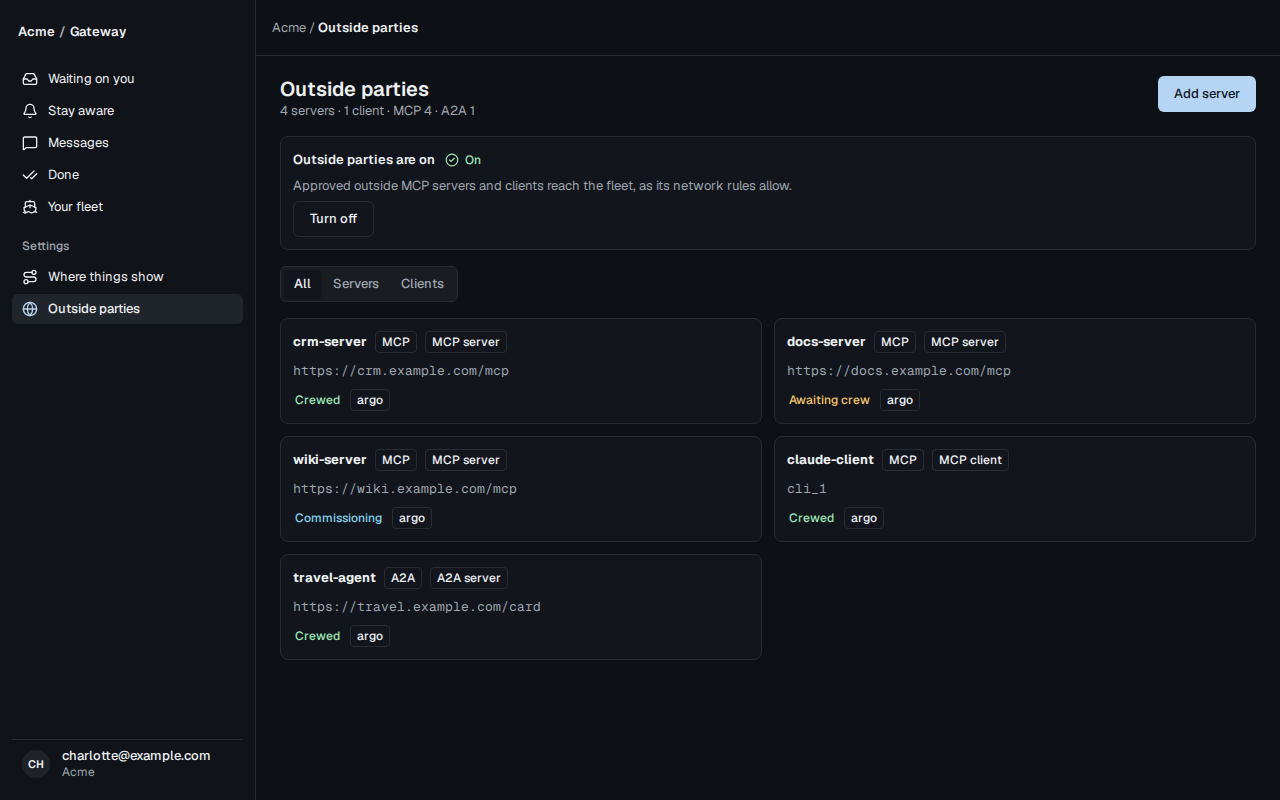 Acme / Gateway
Waiting on you
Stay aware
Messages
Done
Your fleet
Settings
Where things show
Outside parties
CH
charlotte@example.com
Acme
Acme / Outside parties
Outside parties
4 servers · 1 client · MCP 4 · A2A 1
Add server
Outside parties are on On
Approved outside MCP servers and clients reach the fleet, as its network rules allow.
Turn off
All Servers Clients
crm-server MCP MCP server
https://crm.example.com/mcp
Crewed argo
docs-server MCP MCP server
https://docs.example.com/mcp
Awaiting crew argo
wiki-server MCP MCP server
https://wiki.example.com/mcp
Commissioning argo
claude-client MCP MCP client
cli_1
Crewed argo
travel-agent A2A A2A server
https://travel.example.com/card
Crewed argo